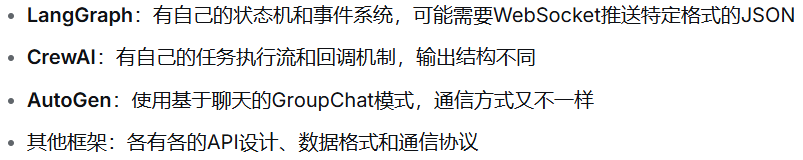 • LangGraph：有自己的状态机和事件系统，可能需要WebSocket推送特定格式的JSON
• CrewAI：有自己的任务执行流和回调机制，输出结构不同
• AutoGen：使用基于聊天的GroupChat模式，通信方式又不一样
• 其他框架：各有各的API设计、数据格式和通信协议